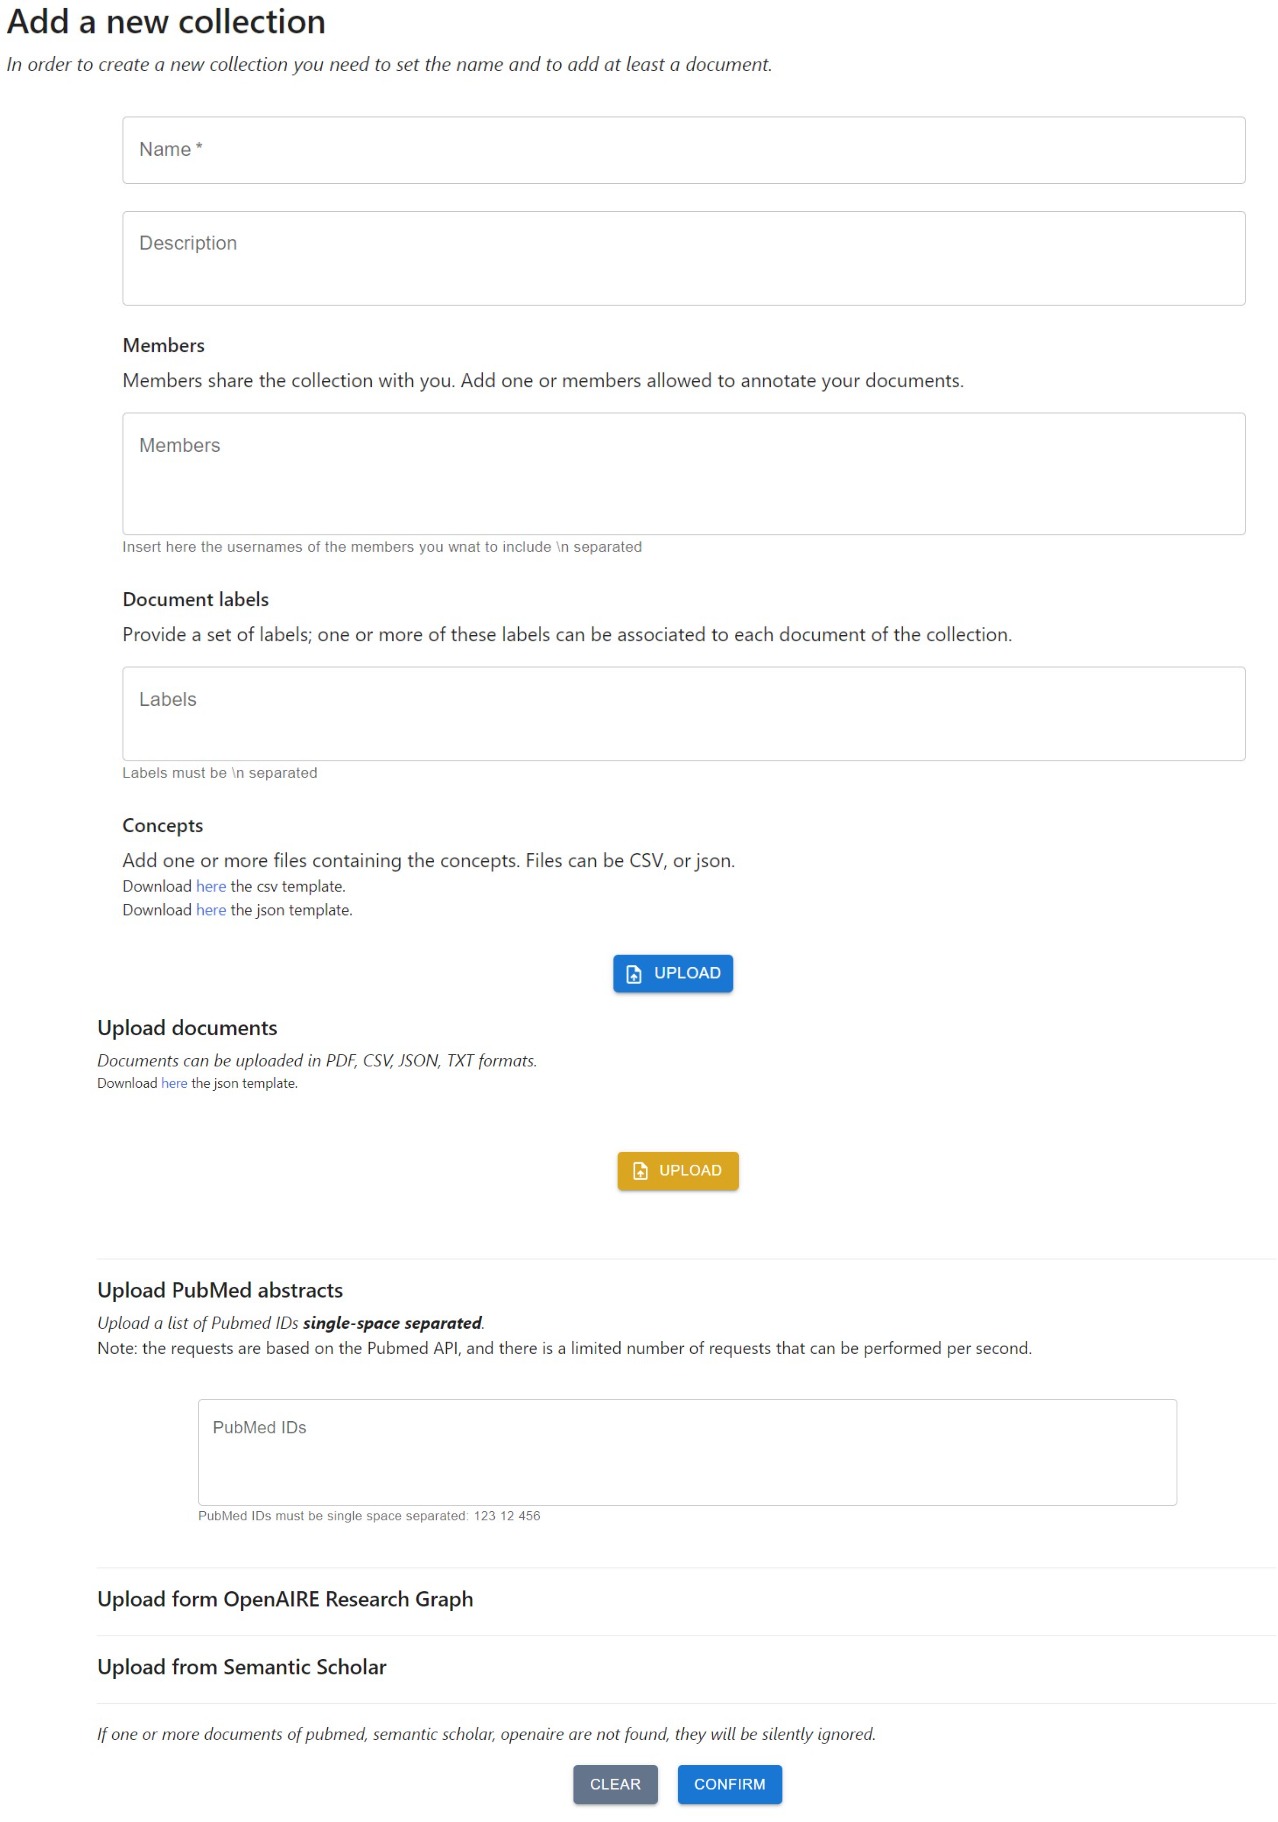 Add a new collection
In order to create a new collection you need to set the name and to add at least a document.
Name *
Description
Members
Members share the collection with you. Add one or members allowed to annotate your documents.
Members
Insert here the usernames of the members you wnat to include \n separated
Document labels
Provide a set of labels; one or more of these labels can be associated to each document of the collection.
Labels
Labels must be \n separated
Concepts
Add one or more files containing the concepts. Files can be CSV, or json.
Download here the csv template.
Download here the json template.
UPLOAD
Upload documents
Documents can be uploaded in PDF, CSV, JSON, TXT formats.
Download here the json template.
UPLOAD
Upload PubMed abstracts
Upload a list of Pubmed IDs single-space separated.
Note: the requests are based on the Pubmed API, and there is a limited number of requests that can be performed per second.
PubMed IDs
PubMed IDs must be single space separated: 123 12 456
Upload form OpenAIRE Research Graph
Upload from Semantic Scholar
If one or more documents of pubmed, semantic scholar, openaire are not found, they will be silently ignored.
CLEAR CONFIRM